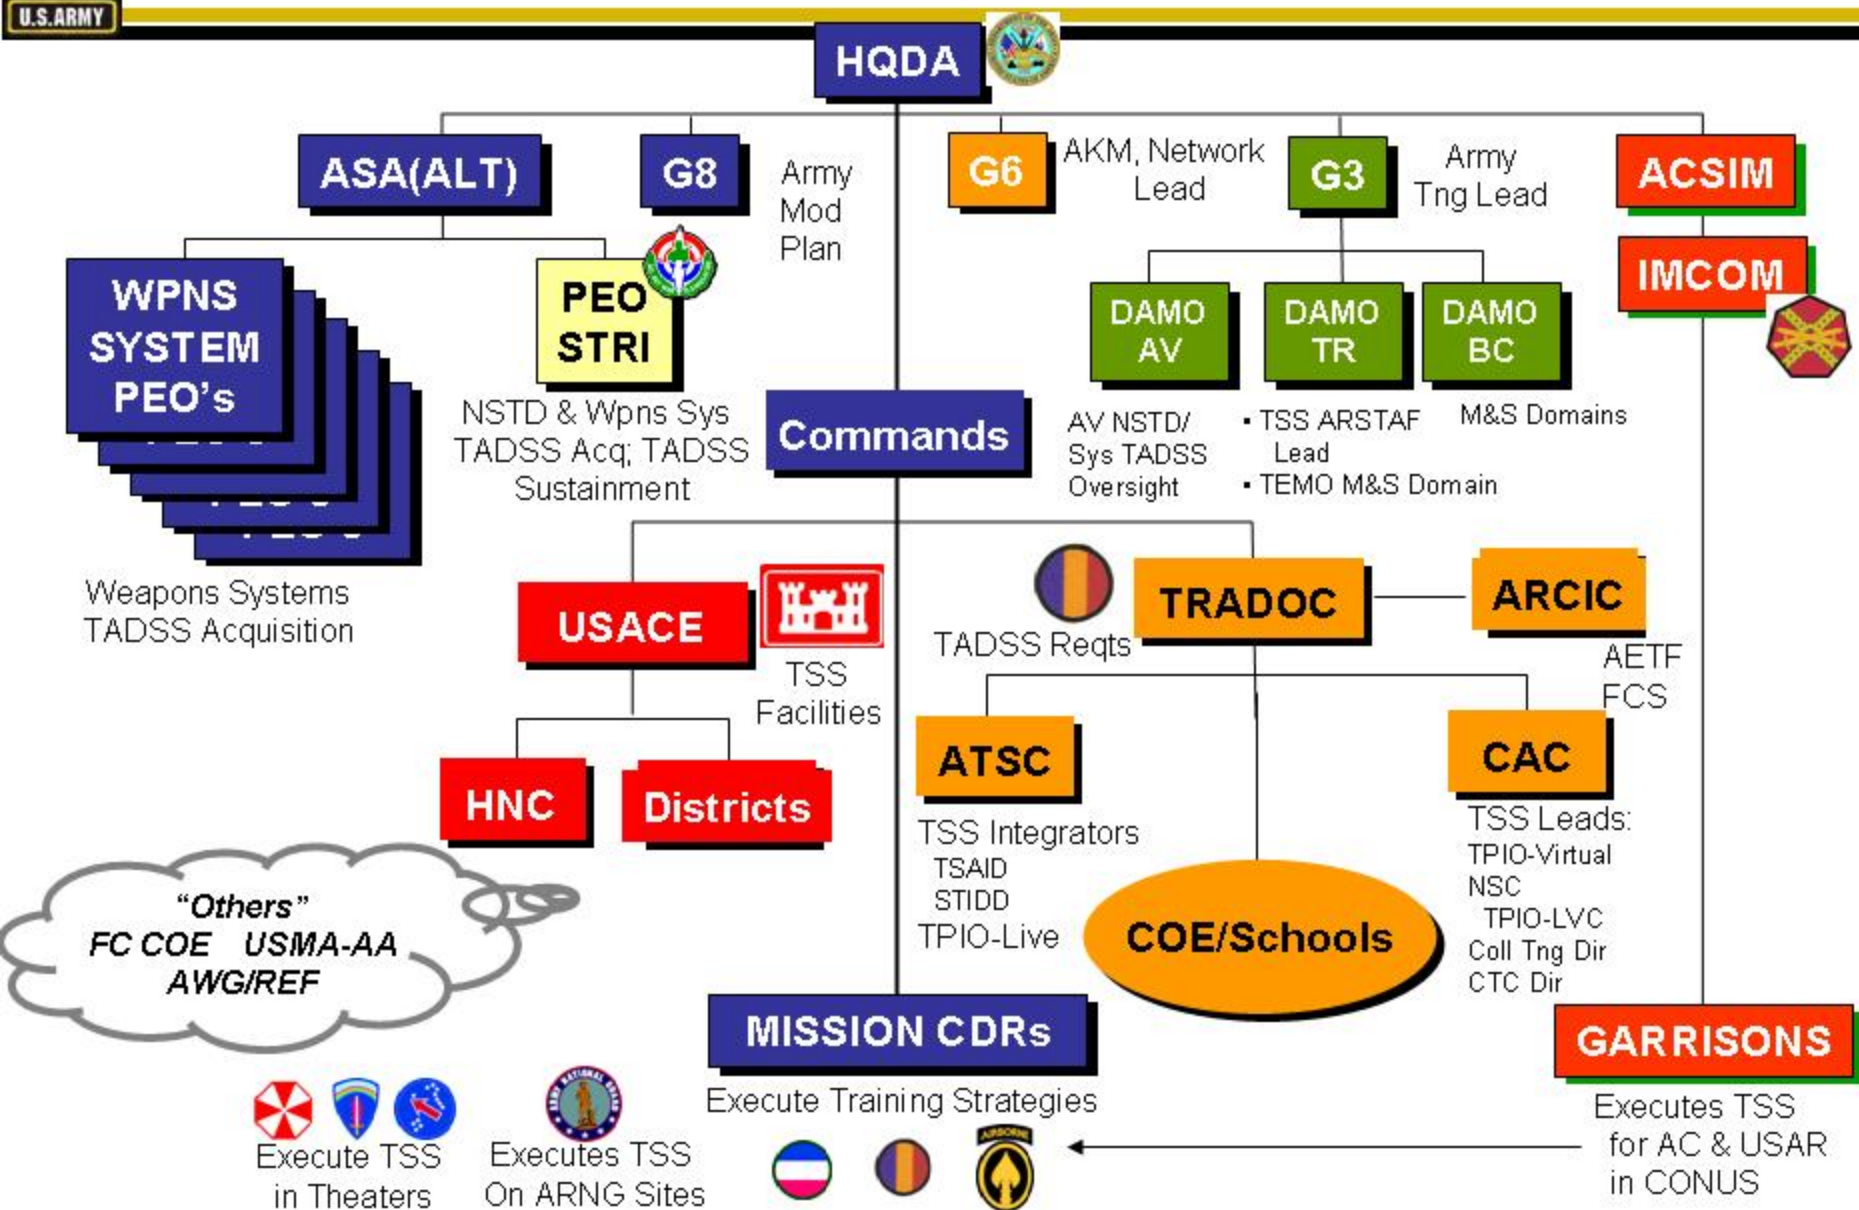 U.S.ARMY
HQDA
ASA(ALT)
G8
Army
Mod
Plan
G6
AKM, Network
Lead
G3
Army
Tng Lead
ACSIM
IMCOM
WPNS
SYSTEM
PEO's
PEO
STRI
NSTD & Wpns Sys
TADSS Acq; TADSS
Sustainment
Weapons Systems
TADSS Acquisition
Commands
DAMO
AV
DAMO
TR
DAMO
BC
AV NSTD/
Sys TADSS
Oversight
▪ TSS ARSTAF
Lead
▪ TEMO M&S Domain
M&S Domains
USACE
TSS
Facilities
HNC
Districts
TRADOC
TADSS Reqts
ARCIC
AETF
FCS
ATSC
TSS Integrators
TSAID
STIDD
TPIO-Live
COE/Schools
CAC
TSS Leads:
TPIO-Virtual
NSC
TPIO-LVC
Coll Tng Dir
CTC Dir
“Others”
FC COE USMA-AA
AWG/REF
MISSION CDRs
Execute Training Strategies
AIRBORNE
GARRISONS
Executes TSS
for AC & USAR
in CONUS
Execute TSS
in Theaters
ARMY NATIONAL GUARD
Executes TSS
On ARNG Sites